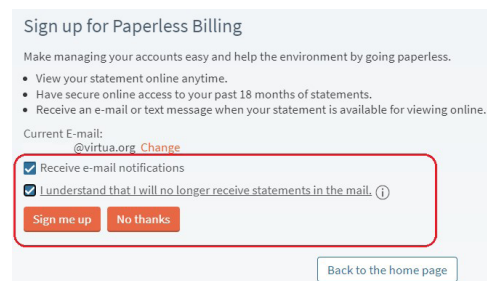 Sign up for Paperless Billing
Make managing your accounts easy and help the environment by going paperless.
• View your statement online anytime.
• Have secure online access to your past 18 months of statements.
• Receive an e-mail or text message when your statement is available for viewing online.
Current E-mail:
@virtua.org Change
Receive e-mail notifications
I understand that I will no longer receive statements in the mail.
Sign me up No thanks
Back to the home page